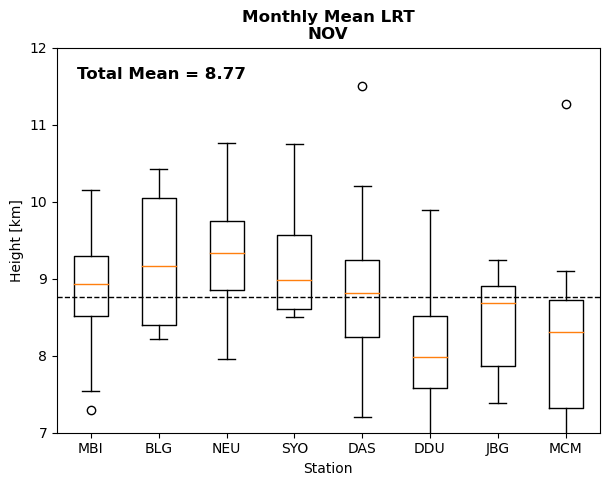 Monthly Mean LRT
NOV
Total Mean = 8.77
12
11
10
9
8
7
Height [km]
MBI BLG NEU SYO DAS DDU JBG MCM
Station